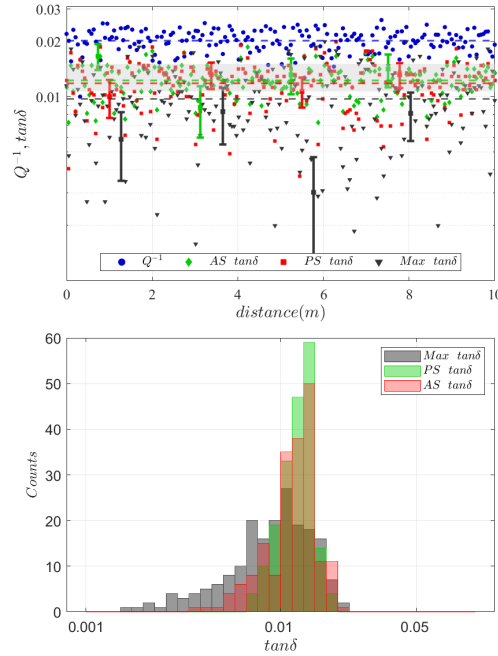 0.03
0.02
0.01
Q⁻¹, tanδ
Q⁻¹ AS tanδ PS tanδ Max tanδ
0 2 4 6 8 10
distance(m)
60
50
40
30
20
10
0
Counts
Max tanδ
PS tanδ
AS tanδ
0.001 0.01 0.05
tanδ